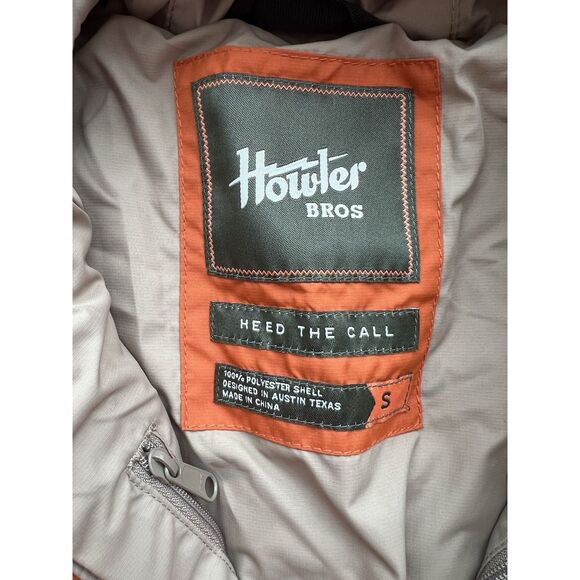 Howler
BROS
HEED THE CALL
100% POLYESTER SHELL
DESIGNED IN AUSTIN TEXAS
MADE IN CHINA
S